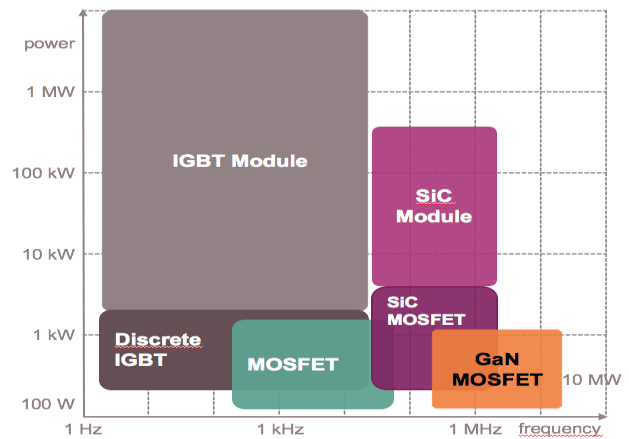 power
1 MW
IGBT Module
100 kW
SiC
Module
10 kW
SiC
MOSFET
1 kW
Discrete
IGBT
MOSFET
GaN
MOSFET
10 MW
100 W
1 Hz
1 kHz
1 MHz
frequency